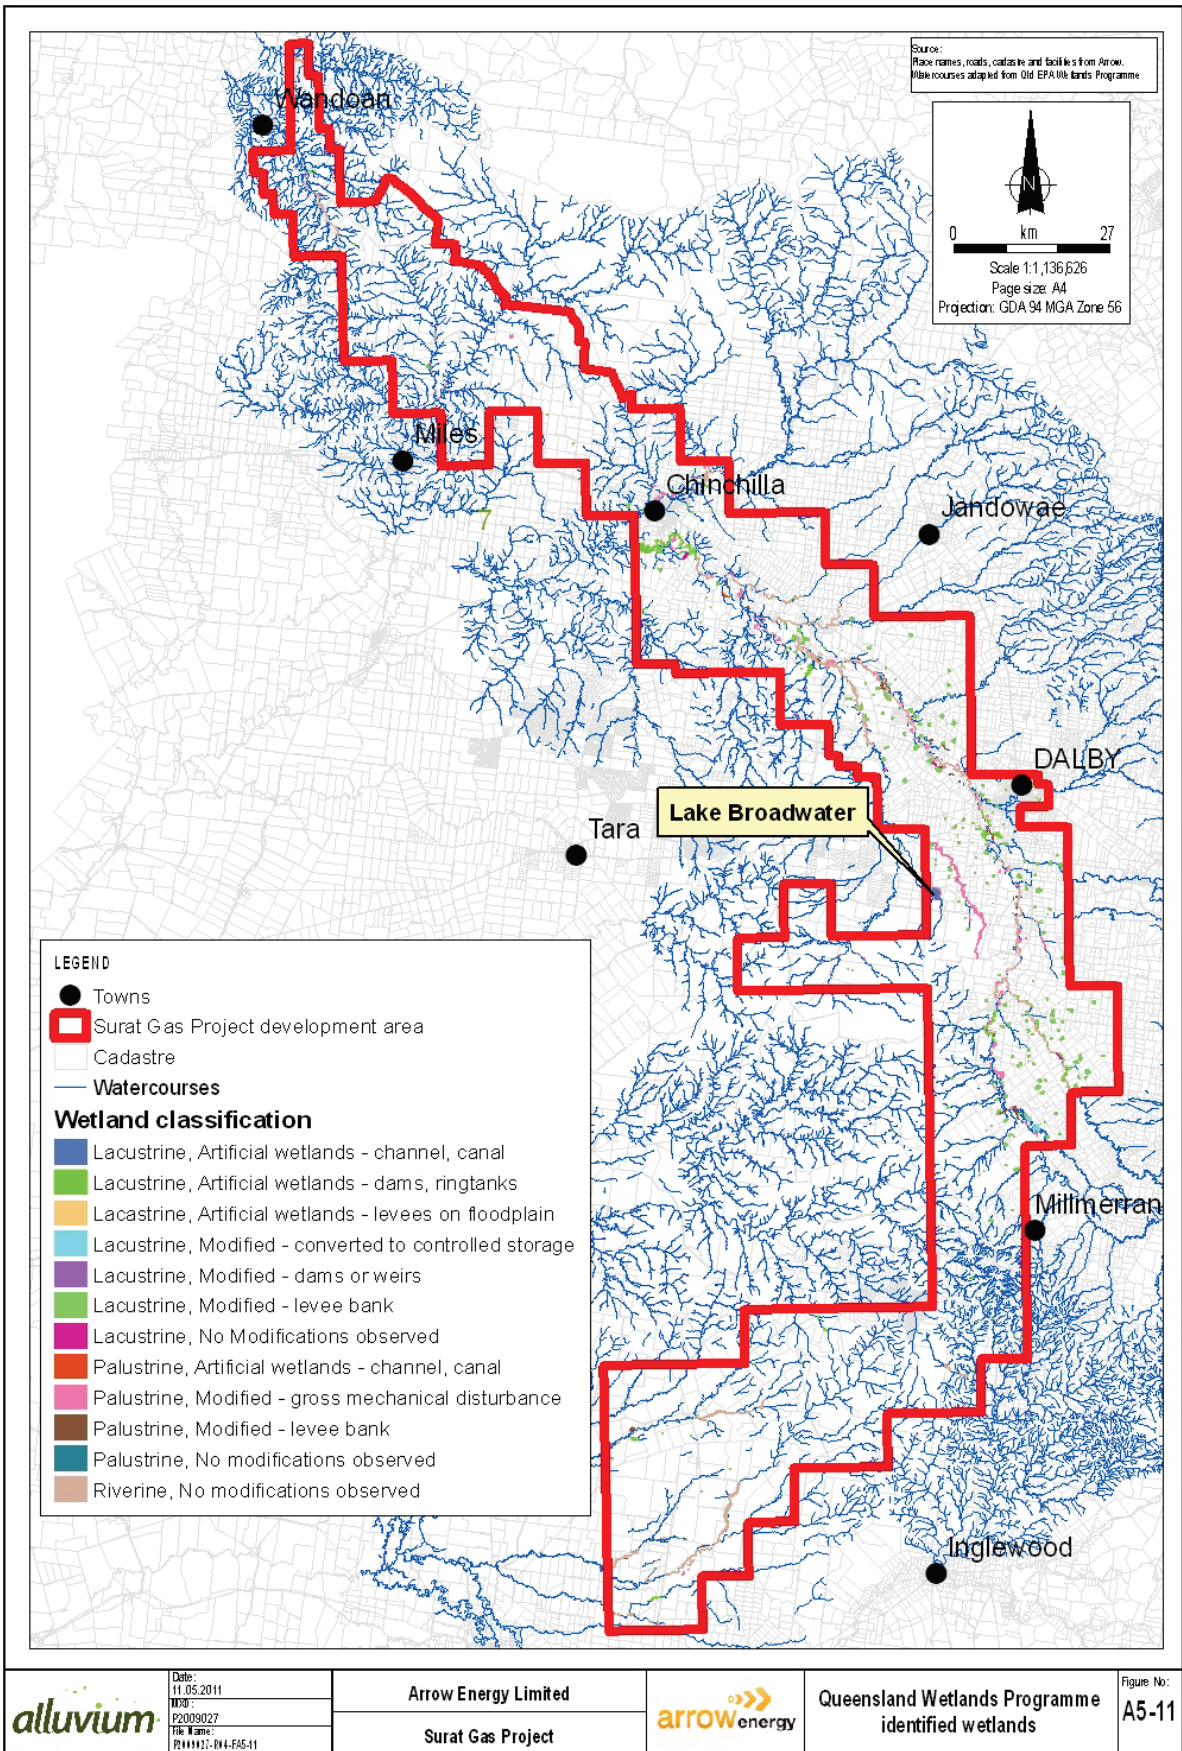 Source:
Place names, roads, cadastre and facilities from Arrow.
Watercourses adapted from Qld EPA Wetlands Programme
N
0 km 27
Scale 1:1,136,626
Page size: A4
Projection: GDA 94 MGA Zone 56
Wandoan
Miles
7
Chinchilla
Jandowae
DALBY
Lake Broadwater
Tara
Millmerran
Inglewood
LEGEND
Towns
Surat Gas Project development area
Cadastre
Watercourses
Wetland classification
Lacustrine, Artificial wetlands - channel, canal
Lacustrine, Artificial wetlands - dams, ringtanks
Lacastrine, Artificial wetlands - levees on floodplain
Lacustrine, Modified - converted to controlled storage
Lacustrine, Modified - dams or weirs
Lacustrine, Modified - levee bank
Lacustrine, No Modifications observed
Palustrine, Artificial wetlands - channel, canal
Palustrine, Modified - gross mechanical disturbance
Palustrine, Modified - levee bank
Palustrine, No modifications observed
Riverine, No modifications observed
alluvium
Date:
11.05.2011
MXD:
P2009027
File Name:
Arrow Energy Limited
Surat Gas Project
arrow energy
Queensland Wetlands Programme
identified wetlands
Figure No:
A5-11